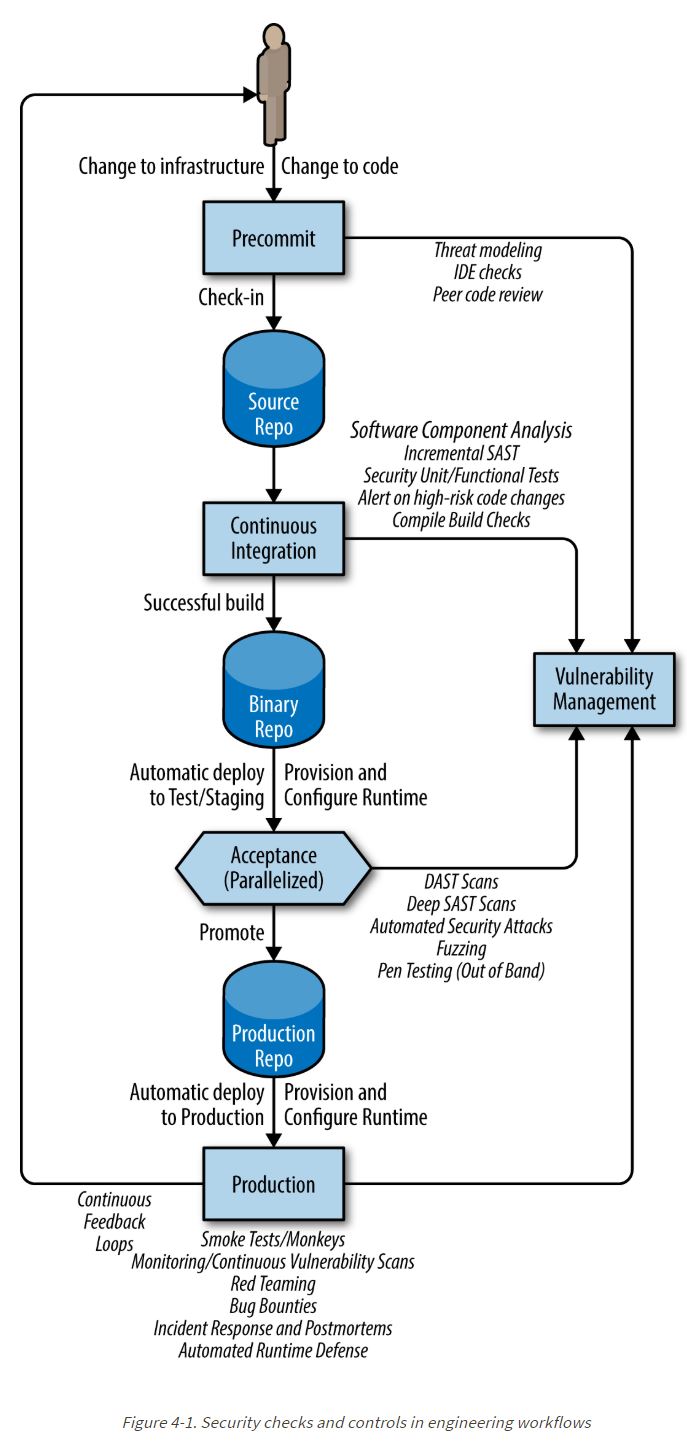 Change to infrastructure
Change to code
Precommit
Threat modeling
IDE checks
Peer code review
Check-in
Source
Repo
Software Component Analysis
Incremental SAST
Security Unit/Functional Tests
Alert on high-risk code changes
Compile Build Checks
Continuous
Integration
Successful build
Vulnerability
Management
Binary
Repo
Automatic deploy
to Test/Staging
Provision and
Configure Runtime
Acceptance
(Parallelized)
DAST Scans
Deep SAST Scans
Automated Security Attacks
Fuzzing
Pen Testing (Out of Band)
Promote
Production
Repo
Automatic deploy
to Production
Provision and
Configure Runtime
Production
Continuous
Feedback
Loops
Smoke Tests/Monkeys
Monitoring/Continuous Vulnerability Scans
Red Teaming
Bug Bounties
Incident Response and Postmortems
Automated Runtime Defense
Figure 4-1. Security checks and controls in engineering workflows